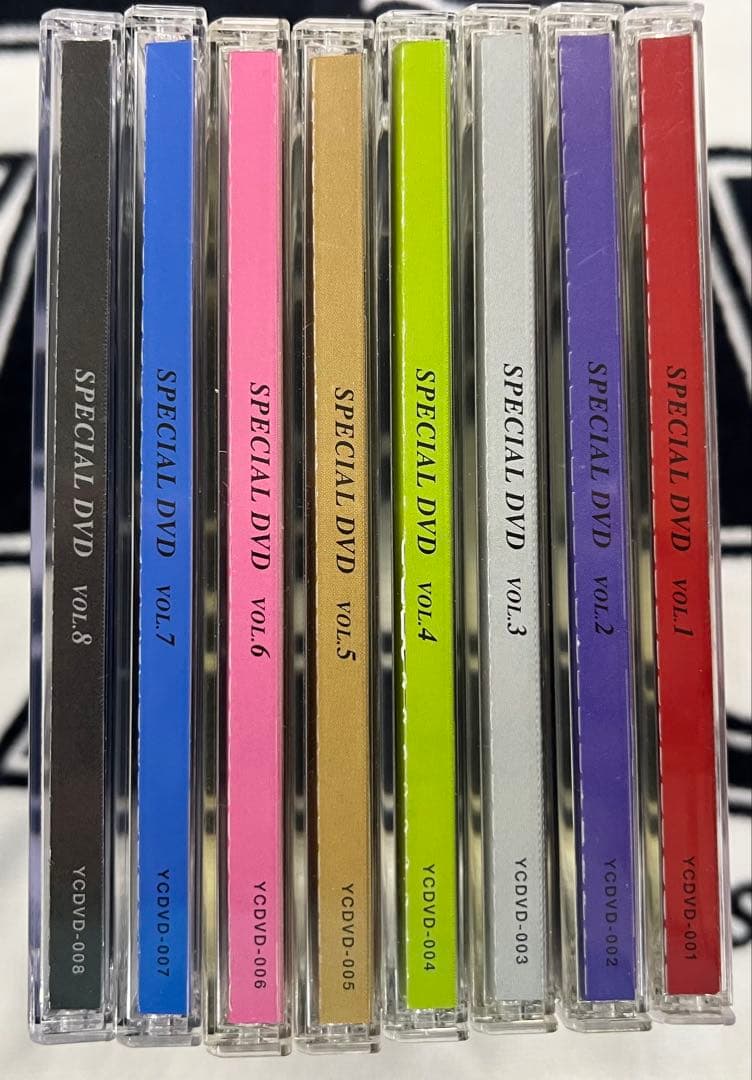 SPECIAL DVD VOL.8 YCDVD-008
SPECIAL DVD VOL.7 YCDVD-007
SPECIAL DVD VOL.6 YCDVD-006
SPECIAL DVD VOL.5 YCDVD-005
SPECIAL DVD VOL.4 YCDVD-004
SPECIAL DVD VOL.3 YCDVD-003
SPECIAL DVD VOL.2 YCDVD-002
SPECIAL DVD VOL.1 YCDVD-001